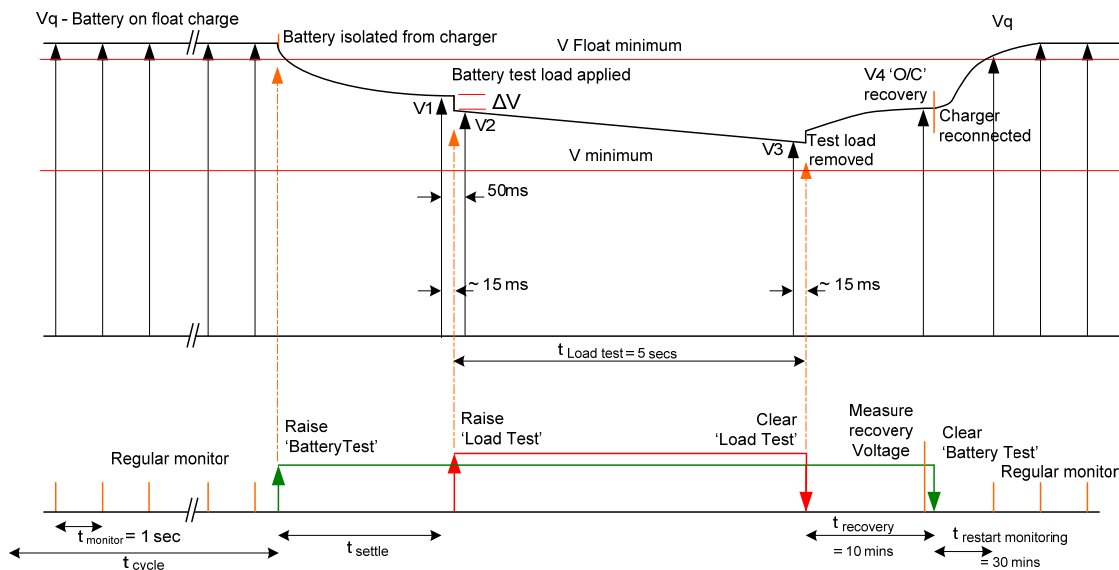 Vq - Battery on float charge
Battery isolated from charger
V Float minimum
Vq
Battery test load applied
ΔV
V1
V2
V4 'O/C'
recovery
Charger
reconnected
V3
Test load
removed
V minimum
50ms
~ 15 ms
~ 15 ms
t Load test = 5 secs
Raise
'BatteryTest'
Raise
'Load Test'
Clear
'Load Test'
Measure
recovery
Voltage
Clear
'Battery Test'
Regular monitor
Regular monitor
t monitor = 1 sec
t cycle
t settle
t recovery
= 10 mins
t restart monitoring
= 30 mins